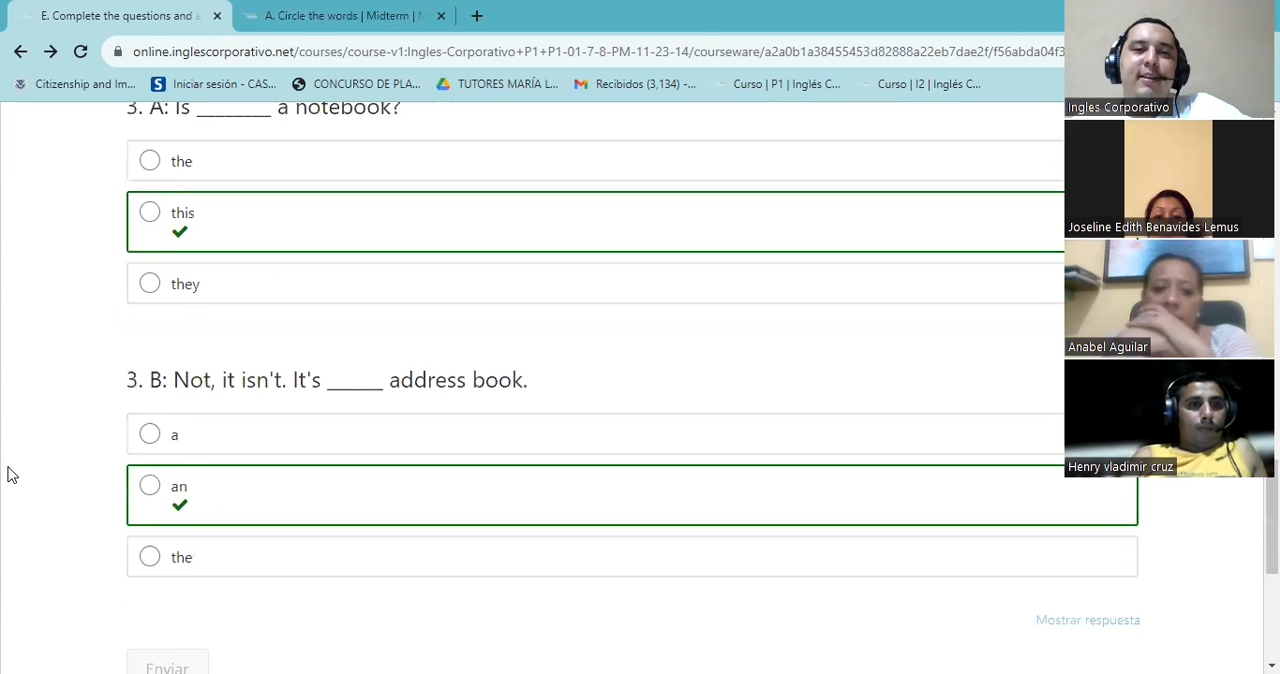 E. Complete the questions and a
A. Circle the words | Midterm |
online.inglescorporativo.net/courses/course-v1:Ingles-Corporativo+P1+P1-01-7-8-PM-11-23-14/courseware/a2a0b1a38455453d82888a22eb7dae2f/f56abda04f3
Citizenship and Im...
S Iniciar sesión - CAS...
CONCURSO DE PLA...
TUTORES MARÍA L...
Recibidos (3,134) -...
Curso | P1 | Inglés C...
Curso | I2 | Inglés C...
3. A: Is ________ a notebook?
the
this
they
3. B: Not, it isn't. It's ______ address book.
a
an
the
Mostrar respuesta
Enviar
Ingles Corporativo
Joseline Edith Benavides Lemus
Anabel Aguilar
Henry vladimir cruz